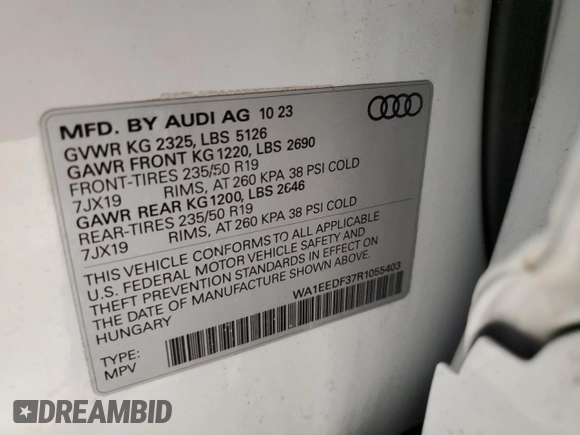 MFD. BY AUDI AG 10 23
GVWR KG 2325, LBS 5126
GAWR FRONT KG1220, LBS 2690
FRONT-TIRES 235/50 R19
7JX19 RIMS, AT 260 KPA 38 PSI COLD
GAWR REAR KG1200, LBS 2646
REAR-TIRES 235/50 R19
7JX19 RIMS, AT 260 KPA 38 PSI COLD
THIS VEHICLE CONFORMS TO ALL APPLICABLE
U.S. FEDERAL MOTOR VEHICLE SAFETY AND
THEFT PREVENTION STANDARDS IN EFFECT ON
THE DATE OF MANUFACTURE SHOWN ABOVE.
HUNGARY
WA1EEDF37R1055403
TYPE:
MPV
DREAMBID